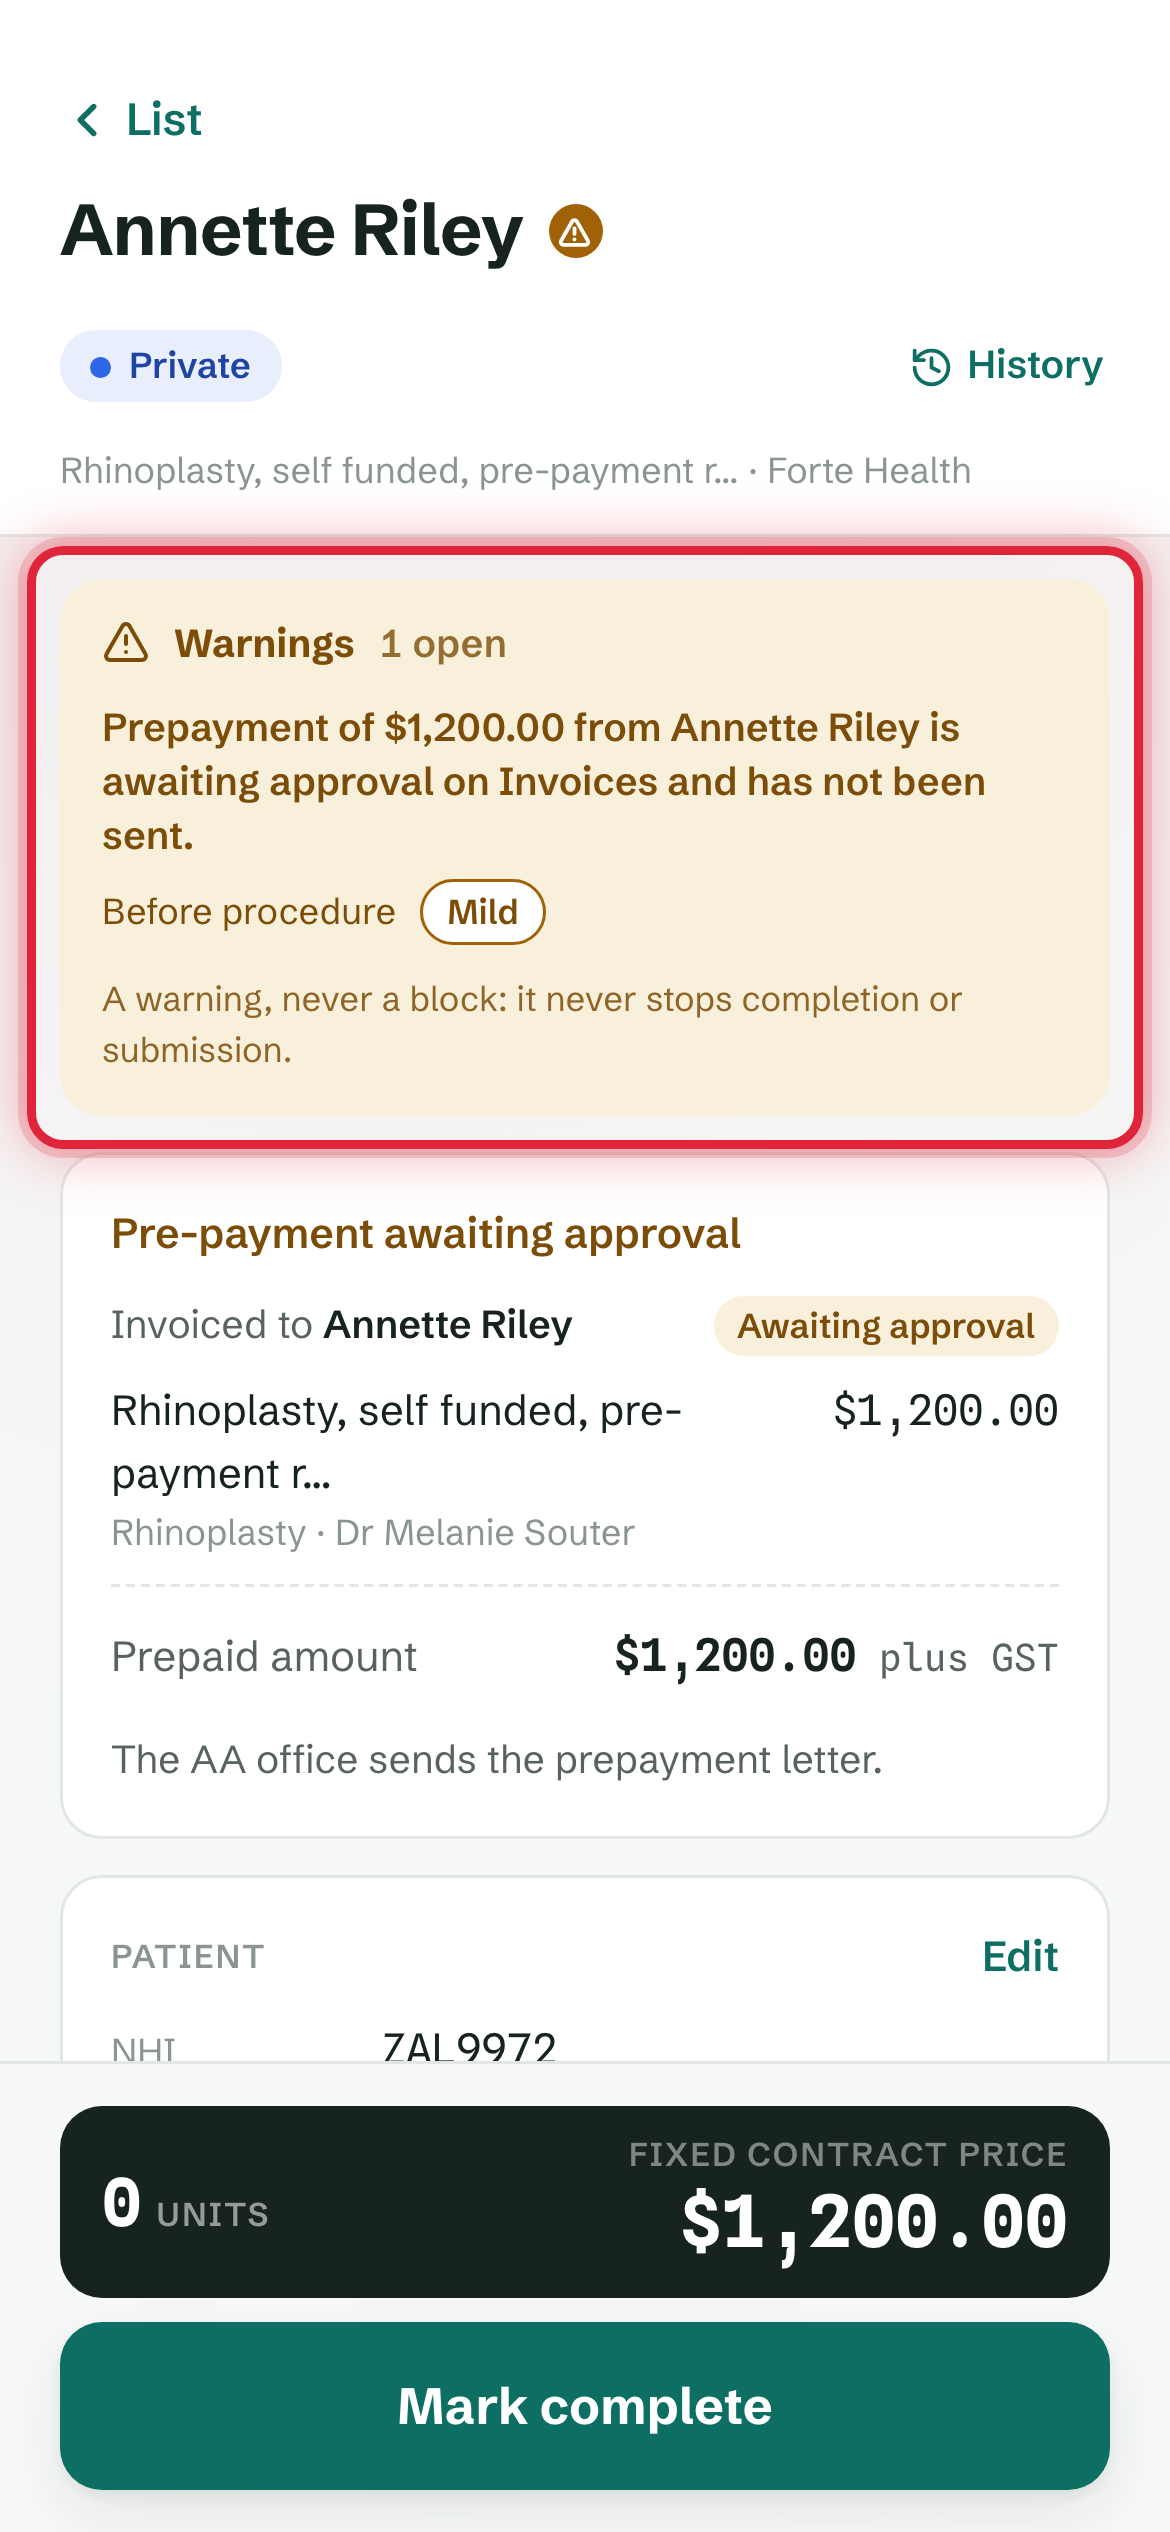 List
Annette Riley
Private
History
Rhinoplasty, self funded, pre-payment r... · Forte Health
Warnings 1 open
Prepayment of $1,200.00 from Annette Riley is
awaiting approval on Invoices and has not been
sent.
Before procedure Mild
A warning, never a block: it never stops completion or
submission.
Pre-payment awaiting approval
Invoiced to Annette Riley Awaiting approval
Rhinoplasty, self funded, pre- $1,200.00
payment r...
Rhinoplasty · Dr Melanie Souter
Prepaid amount $1,200.00 plus GST
The AA office sends the prepayment letter.
PATIENT Edit
NHI ZAL9972
FIXED CONTRACT PRICE
0 UNITS $1,200.00
Mark complete